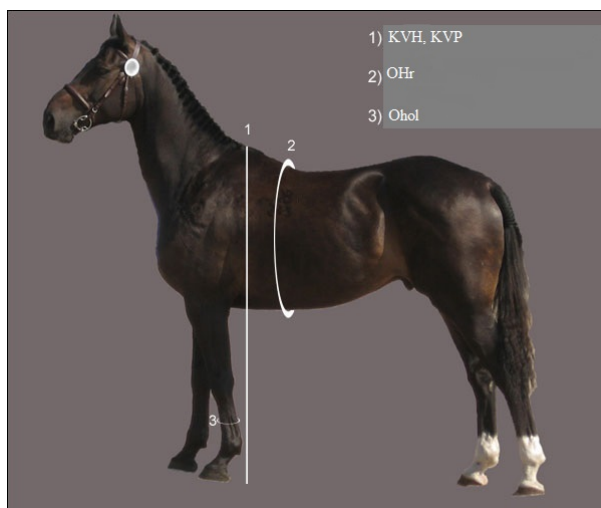 1) KVH, KVP
2) OHr
3) Ohol
1
2
3